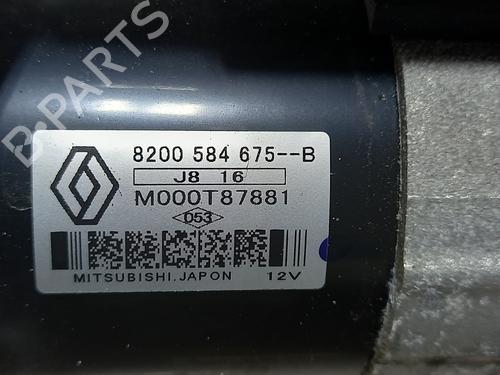 B-PARTS
8200 584 675--B
J8 16
M000T87881
D53
MITSUBISHI.JAPON 12V